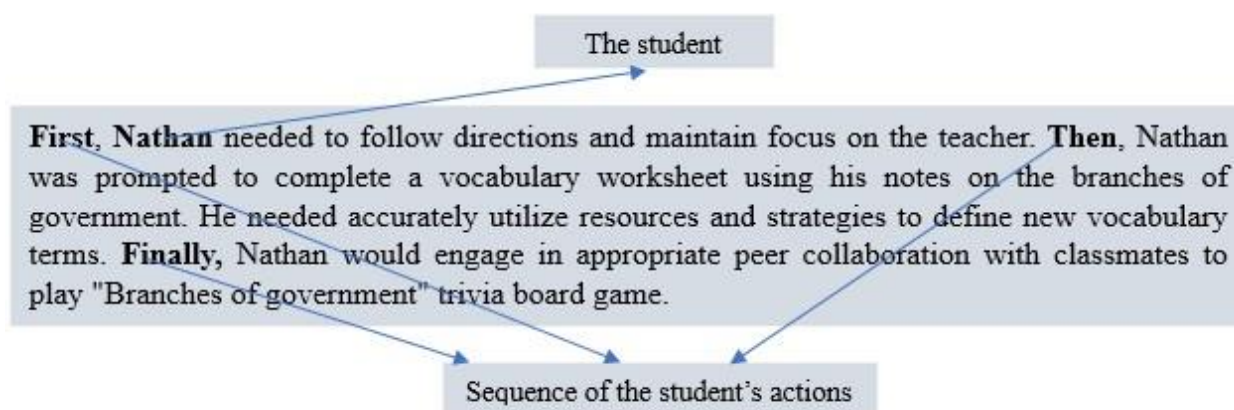 The student
First, Nathan needed to follow directions and maintain focus on the teacher. Then, Nathan
was prompted to complete a vocabulary worksheet using his notes on the branches of
government. He needed accurately utilize resources and strategies to define new vocabulary
terms. Finally, Nathan would engage in appropriate peer collaboration with classmates to
play "Branches of government" trivia board game.
Sequence of the student’s actions